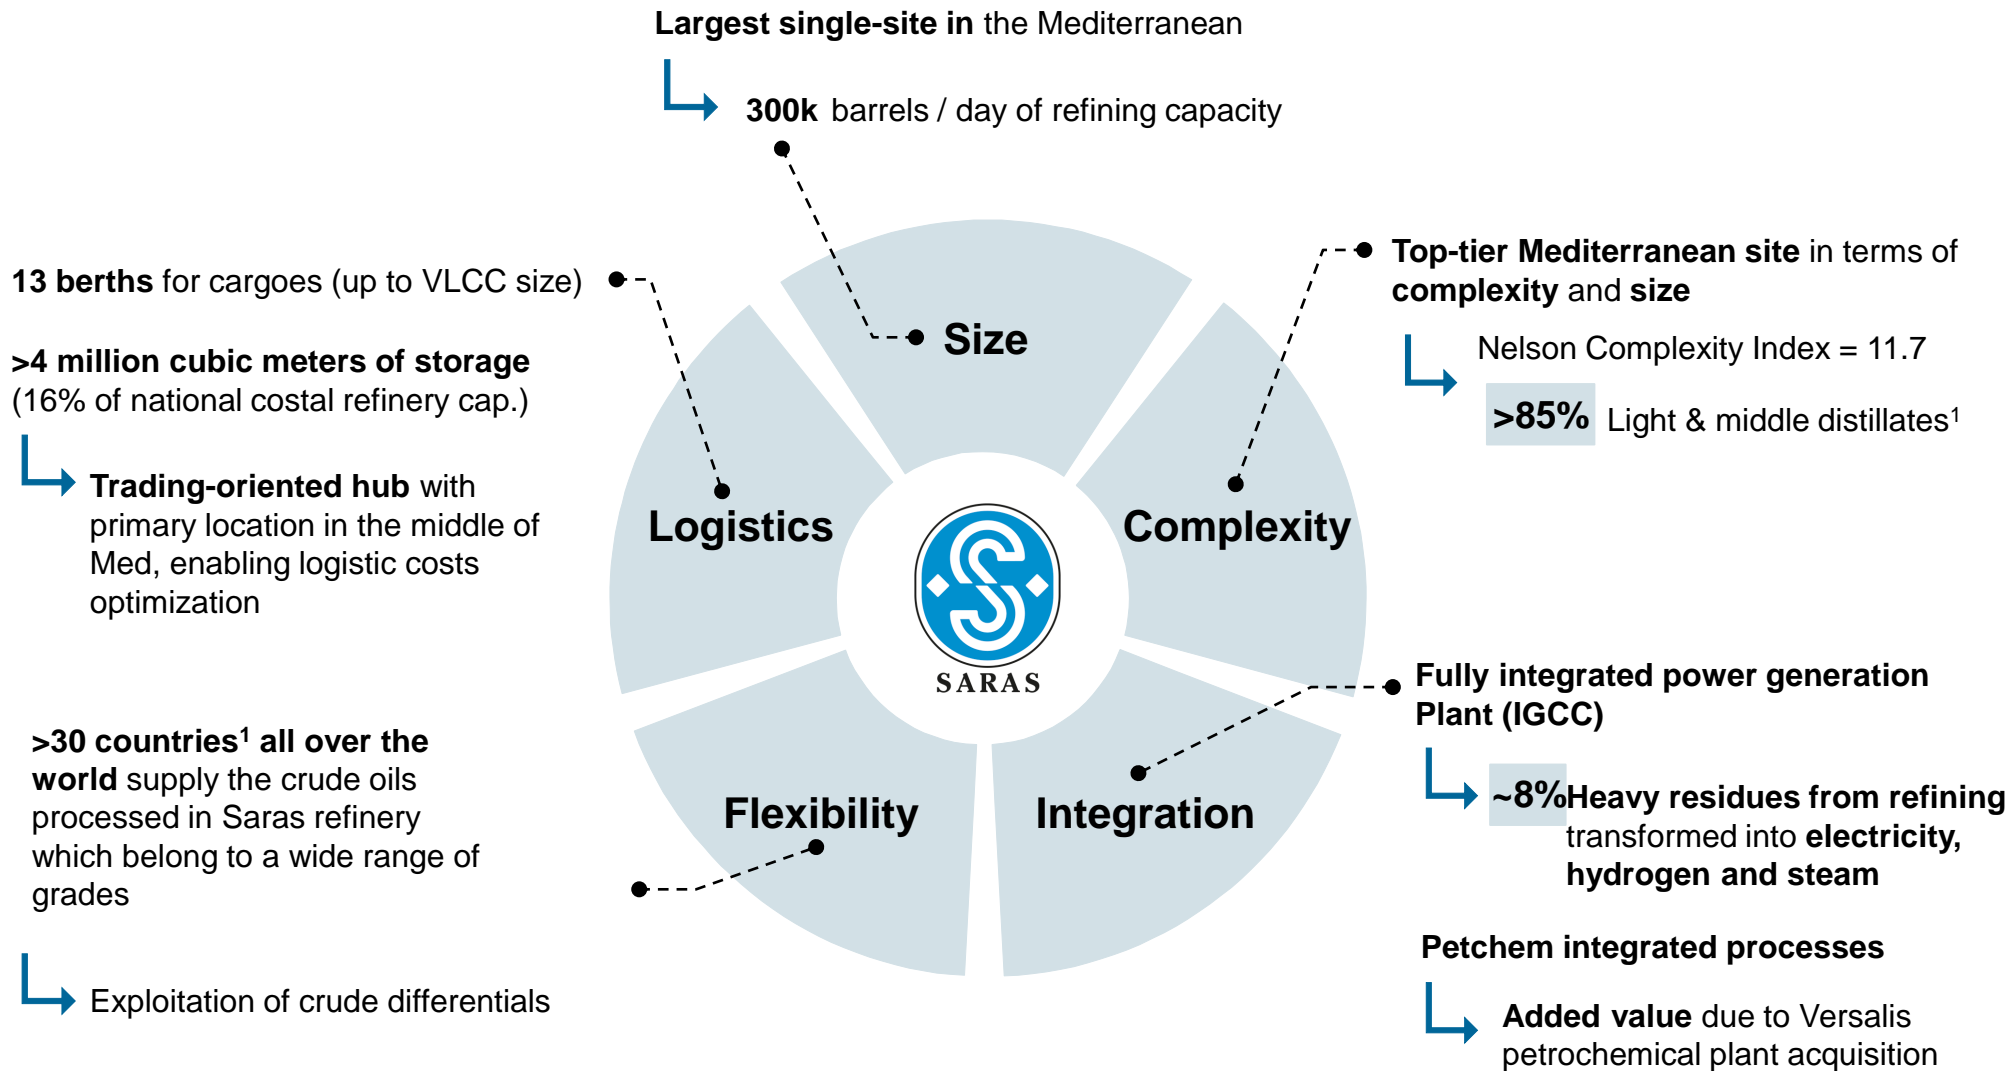 Largest single-site in the Mediterranean
300k barrels / day of refining capacity
13 berths for cargoes (up to VLCC size)
>4 million cubic meters of storage
(16% of national costal refinery cap.)
Trading-oriented hub with
primary location in the middle of
Med, enabling logistic costs
optimization
>30 countries¹ all over the
world supply the crude oils
processed in Saras refinery
which belong to a wide range of
grades
Exploitation of crude differentials
Size
Logistics
Complexity
SARAS
Flexibility
Integration
Top-tier Mediterranean site in terms of
complexity and size
Nelson Complexity Index = 11.7
>85% Light & middle distillates¹
Fully integrated power generation
Plant (IGCC)
~8% Heavy residues from refining
transformed into electricity,
hydrogen and steam
Petchem integrated processes
Added value due to Versalis
petrochemical plant acquisition